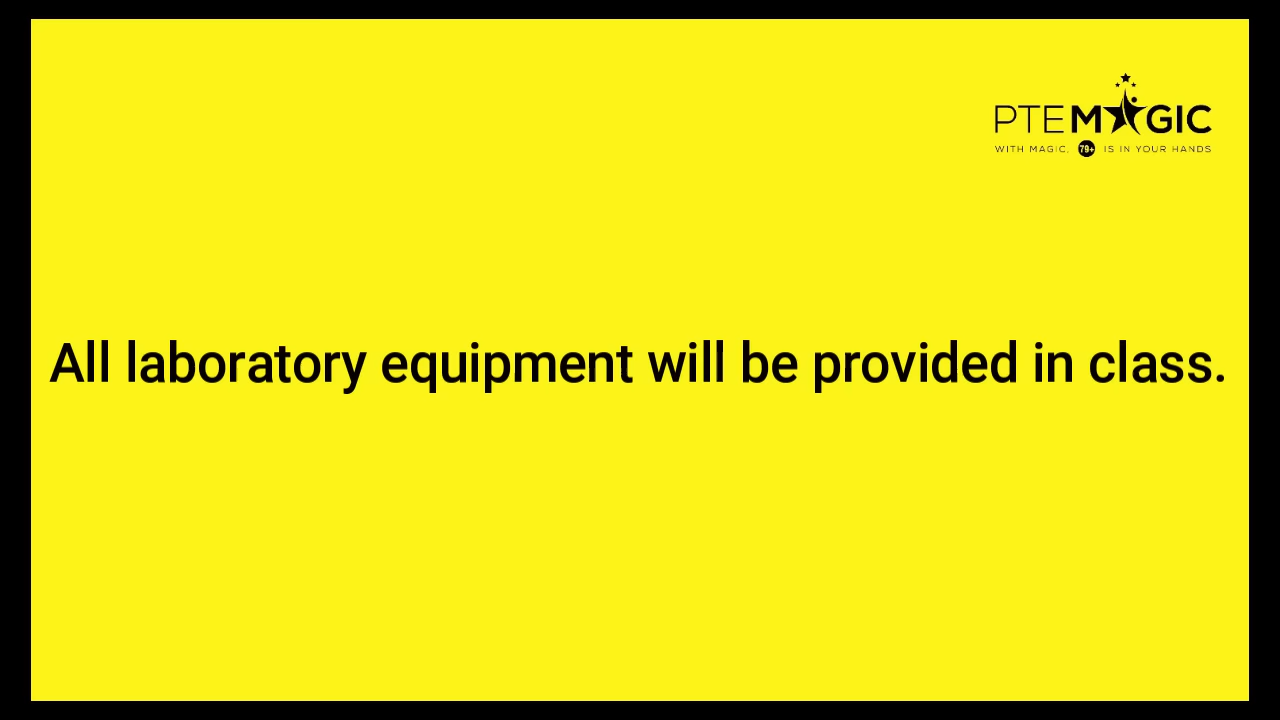 PTEMAGIC
WITH MAGIC, 79+ IS IN YOUR HANDS
All laboratory equipment will be provided in class.